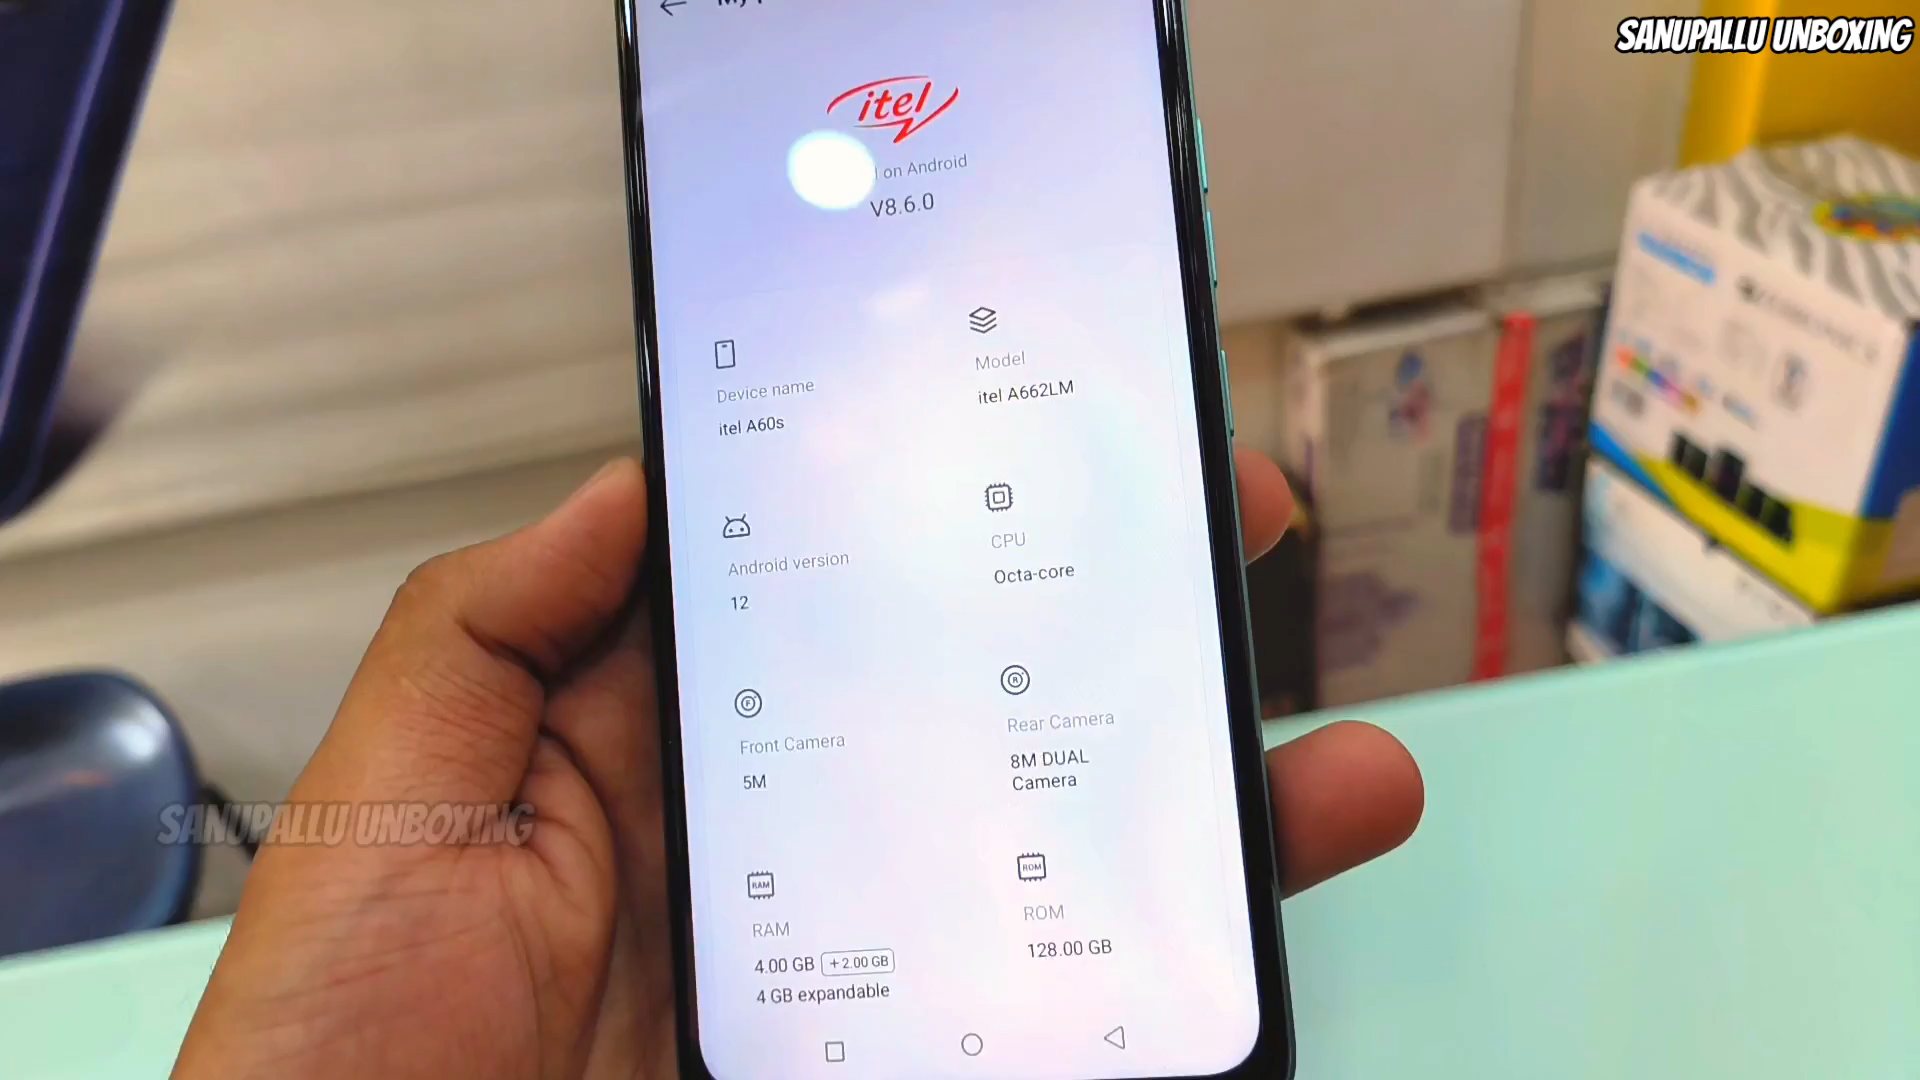 SANUPALLU UNBOXING
itel
on Android
V8.6.0
Device name
itel A60s
Model
itel A662LM
Android version
12
CPU
Octa-core
Front Camera
5M
Rear Camera
8M DUAL
Camera
RAM
RAM
4.00 GB +2.00 GB
4 GB expandable
ROM
ROM
128.00 GB
SANUPALLU UNBOXING